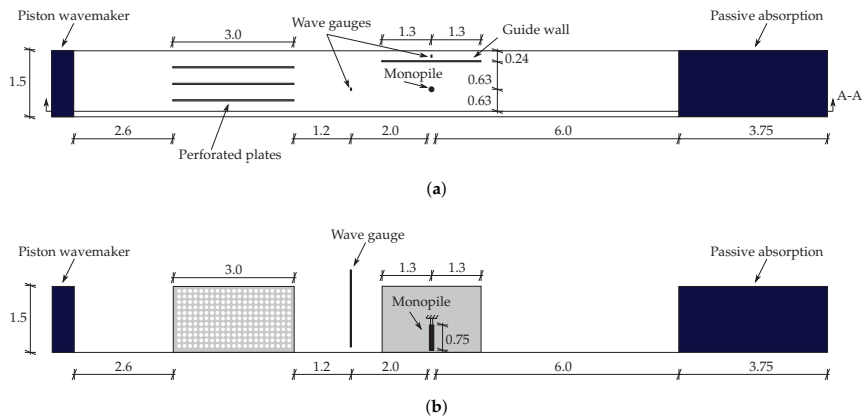 Piston wavemaker
3.0
Wave gauges
1.3
1.3
Guide wall
Passive absorption
1.5
Monopile
0.24
0.63
0.63
A-A
2.6
Perforated plates
1.2
2.0
6.0
3.75
(a)
Piston wavemaker
Wave gauge
Passive absorption
3.0
1.3
1.3
1.5
Monopile
0.75
2.6
1.2
2.0
6.0
3.75
(b)